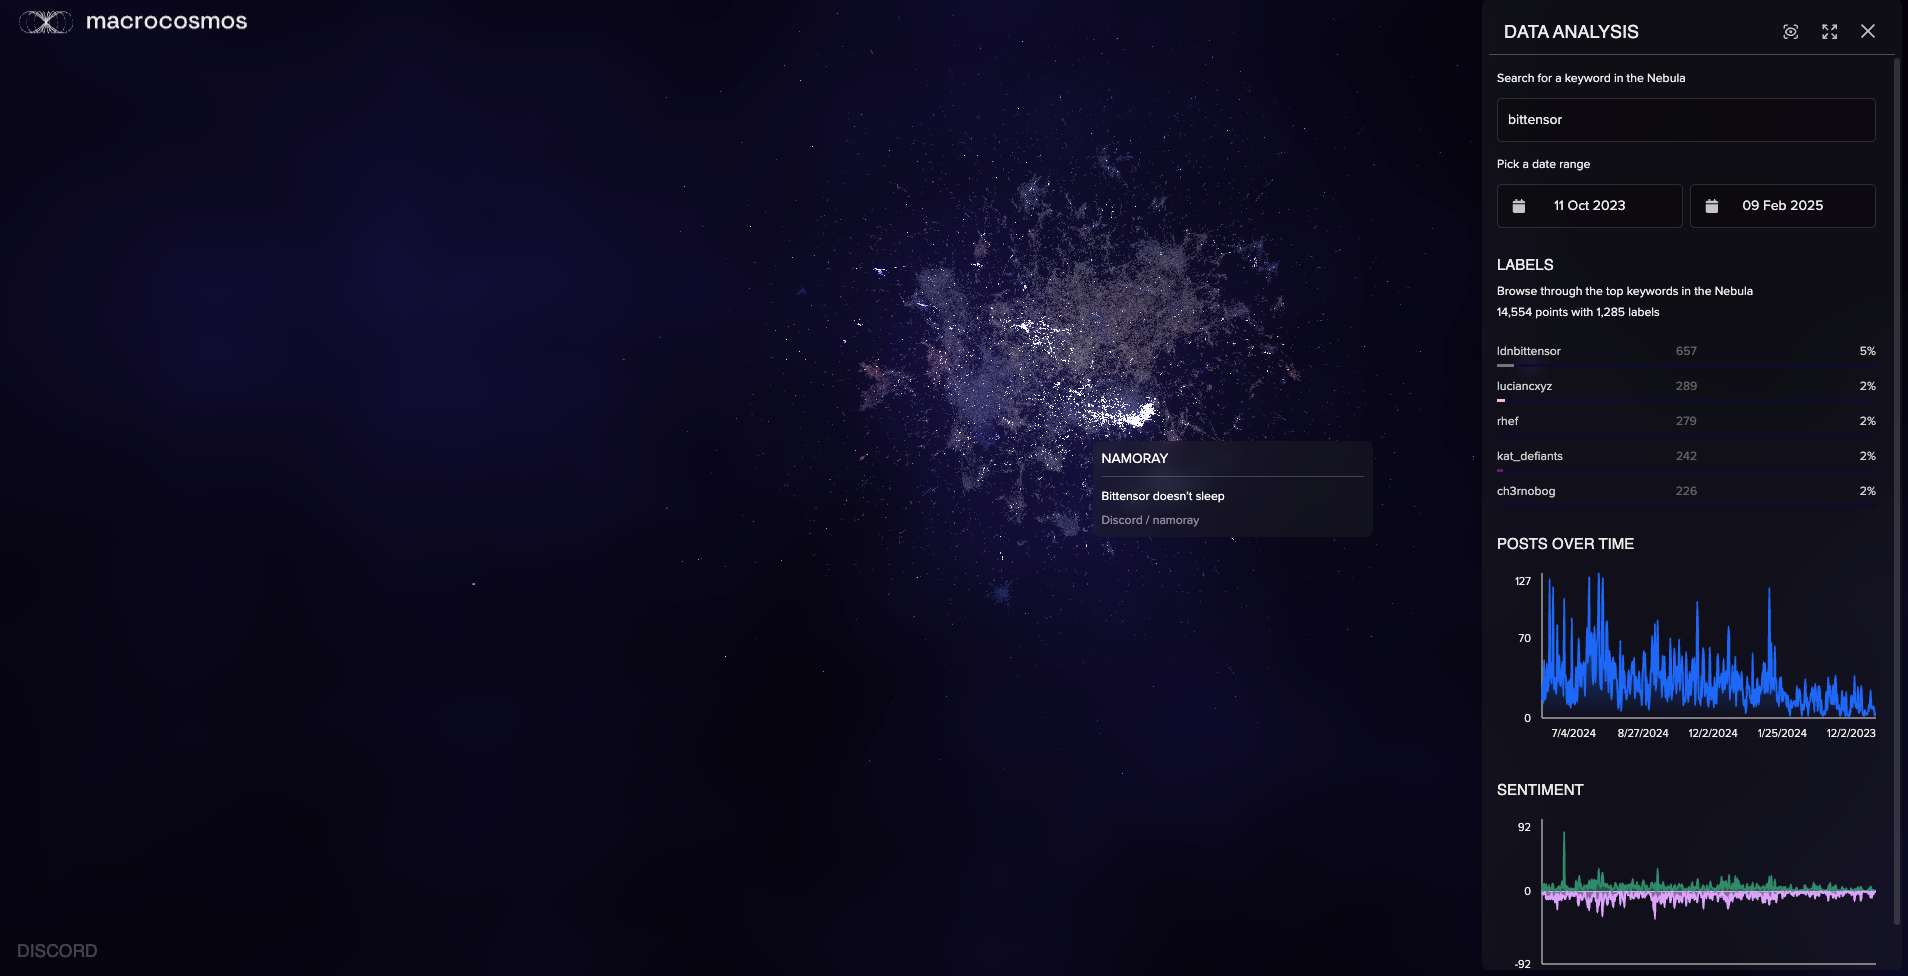 macrocosmos
DATA ANALYSIS
Search for a keyword in the Nebula
bittensor
Pick a date range
11 Oct 2023
09 Feb 2025
LABELS
Browse through the top keywords in the Nebula
14,554 points with 1,285 labels
ldnbittensor 657 5%
luciancxyz 289 2%
rhef 279 2%
kat_defiants 242 2%
ch3rnobog 226 2%
NAMORAY
Bittensor doesn't sleep
Discord / namoray
POSTS OVER TIME
127
70
0
7/4/2024 8/27/2024 12/2/2024 1/25/2024 12/2/2023
SENTIMENT
92
0
-92
DISCORD